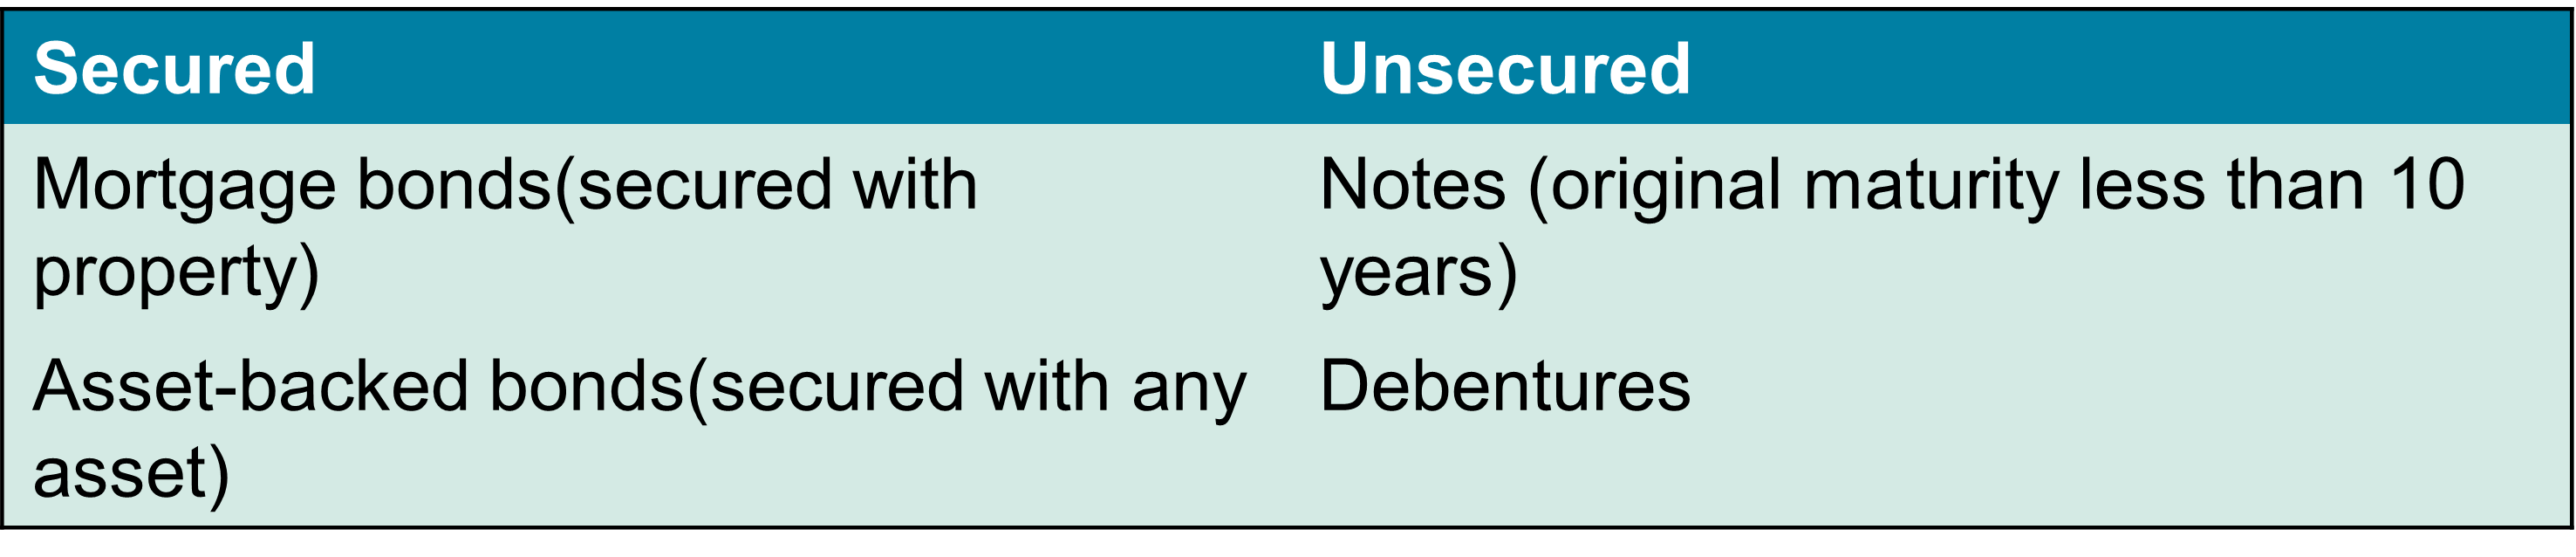 Secured
Unsecured
Mortgage bonds(secured with
property)
Notes (original maturity less than 10
years)
Asset-backed bonds(secured with any
asset)
Debentures